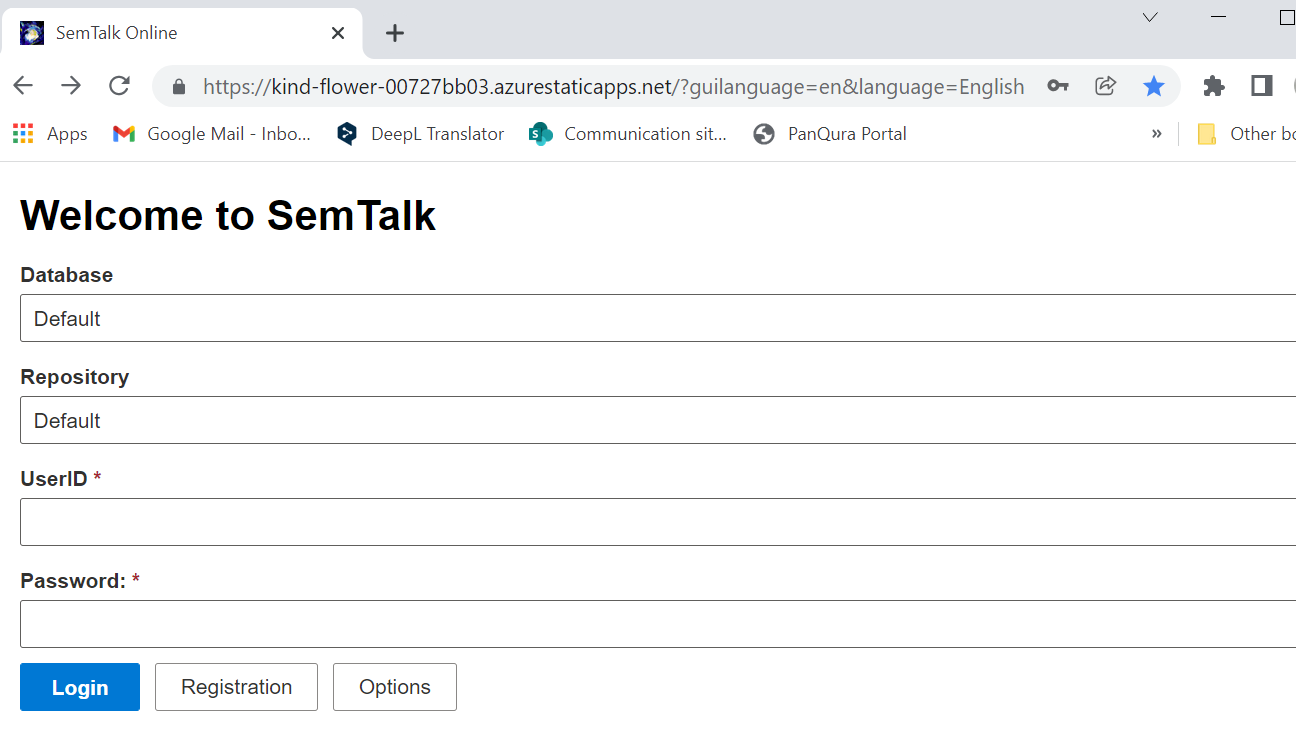 SemTalk Online
https://kind-flower-00727bb03.azurestaticapps.net/?guilanguage=en&language=English
Apps Google Mail - Inbo... DeepL Translator Communication sit... PanQura Portal » Other bo
Welcome to SemTalk
Database
Default
Repository
Default
UserID *
Password: *
Login Registration Options